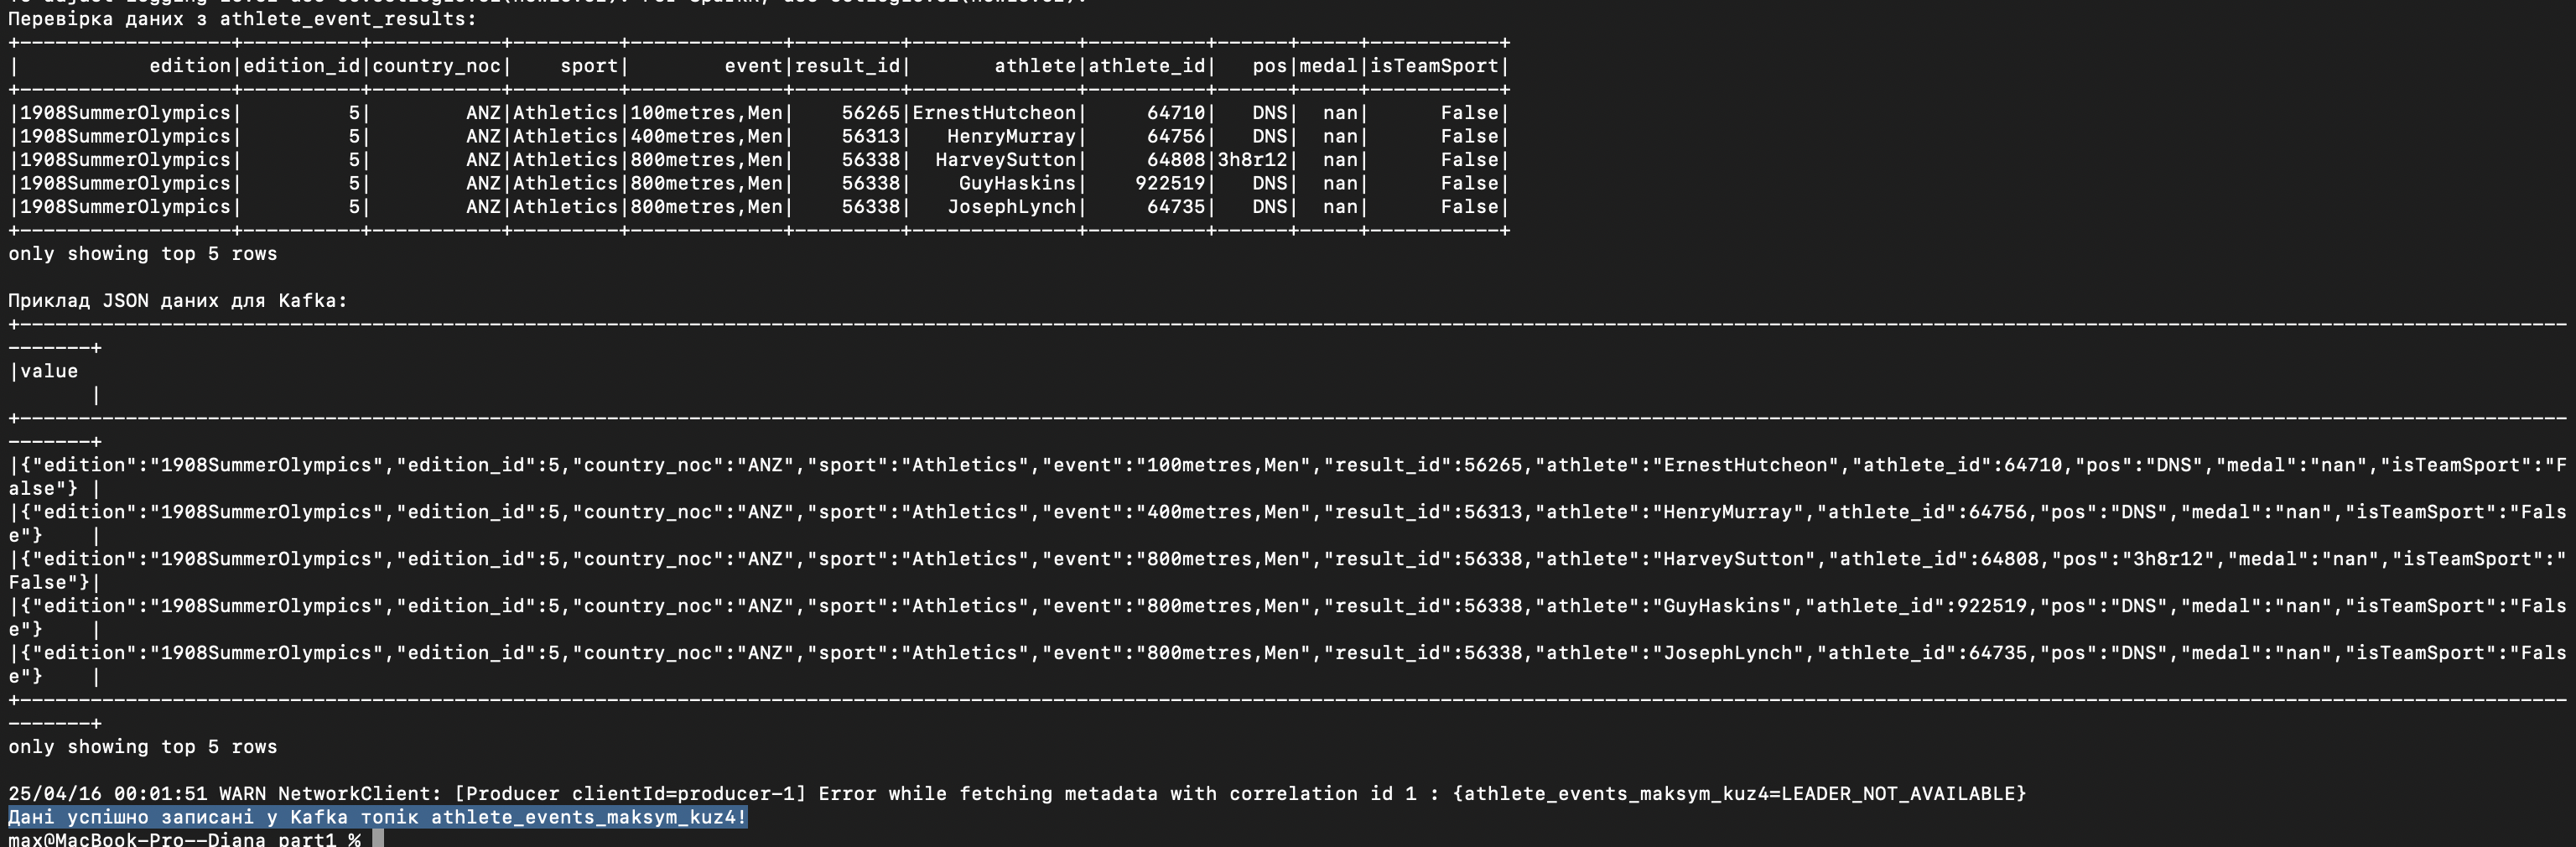 Перевірка даних з athlete_event_results:
+------------------+----------+-----------+---------+-------------+---------+--------------+----------+------+-----+-----------+
|           edition|edition_id|country_noc|    sport|        event|result_id|       athlete|athlete_id|   pos|medal|isTeamSport|
+------------------+----------+-----------+---------+-------------+---------+--------------+----------+------+-----+-----------+
|1908SummerOlympics|         5|        ANZ|Athletics|100metres,Men|    56265|ErnestHutcheon|     64710|   DNS|  nan|      False|
|1908SummerOlympics|         5|        ANZ|Athletics|400metres,Men|    56313|   HenryMurray|     64756|   DNS|  nan|      False|
|1908SummerOlympics|         5|        ANZ|Athletics|800metres,Men|    56338|  HarveySutton|     64808|3h8r12|  nan|      False|
|1908SummerOlympics|         5|        ANZ|Athletics|800metres,Men|    56338|    GuyHaskins|    922519|   DNS|  nan|      False|
|1908SummerOlympics|         5|        ANZ|Athletics|800metres,Men|    56338|   JosephLynch|     64735|   DNS|  nan|      False|
+------------------+----------+-----------+---------+-------------+---------+--------------+----------+------+-----+-----------+
only showing top 5 rows
Приклад JSON даних для Kafka:
|value
|
|{"edition":"1908SummerOlympics","edition_id":5,"country_noc":"ANZ","sport":"Athletics","event":"100metres,Men","result_id":56265,"athlete":"ErnestHutcheon","athlete_id":64710,"pos":"DNS","medal":"nan","isTeamSport":"F
alse"} |
|{"edition":"1908SummerOlympics","edition_id":5,"country_noc":"ANZ","sport":"Athletics","event":"400metres,Men","result_id":56313,"athlete":"HenryMurray","athlete_id":64756,"pos":"DNS","medal":"nan","isTeamSport":"Fals
e"}    |
|{"edition":"1908SummerOlympics","edition_id":5,"country_noc":"ANZ","sport":"Athletics","event":"800metres,Men","result_id":56338,"athlete":"HarveySutton","athlete_id":64808,"pos":"3h8r12","medal":"nan","isTeamSport":"
False"}|
|{"edition":"1908SummerOlympics","edition_id":5,"country_noc":"ANZ","sport":"Athletics","event":"800metres,Men","result_id":56338,"athlete":"GuyHaskins","athlete_id":922519,"pos":"DNS","medal":"nan","isTeamSport":"Fals
e"}    |
|{"edition":"1908SummerOlympics","edition_id":5,"country_noc":"ANZ","sport":"Athletics","event":"800metres,Men","result_id":56338,"athlete":"JosephLynch","athlete_id":64735,"pos":"DNS","medal":"nan","isTeamSport":"Fals
e"}    |
only showing top 5 rows
25/04/16 00:01:51 WARN NetworkClient: [Producer clientId=producer-1] Error while fetching metadata with correlation id 1 : {athlete_events_maksym_kuz4=LEADER_NOT_AVAILABLE}
Дані успішно записані у Kafka топік athlete_events_maksym_kuz4!
max@MacBook-Pro--Diana part1 %